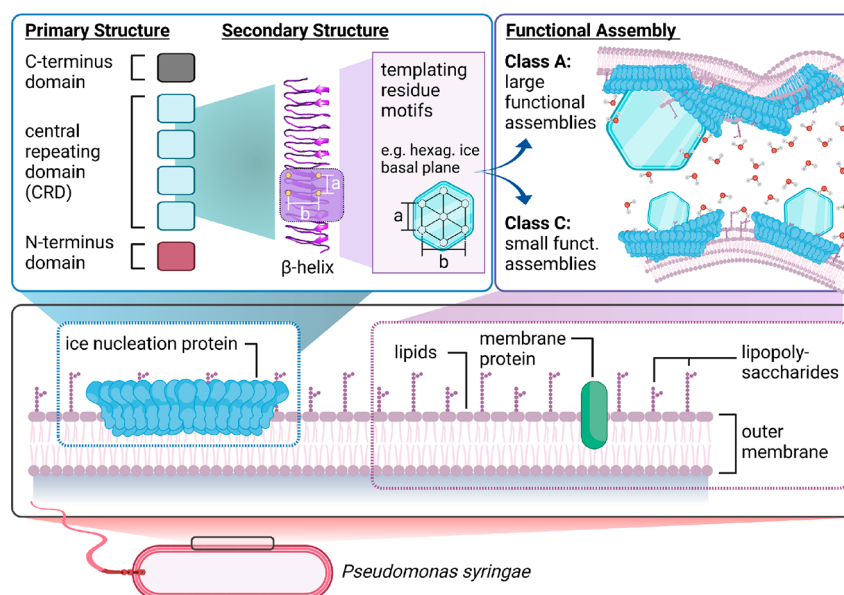 Primary Structure
C-terminus
domain
central
repeating
domain
(CRD)
N-terminus
domain
Secondary Structure
a
b
β-helix
templating
residue
motifs
e.g. hexag. ice
basal plane
a
b
Functional Assembly
Class A:
large
functional
assemblies
Class C:
small funct.
assemblies
ice nucleation protein
lipids
membrane
protein
lipopoly-
saccharides
outer
membrane
Pseudomonas syringae